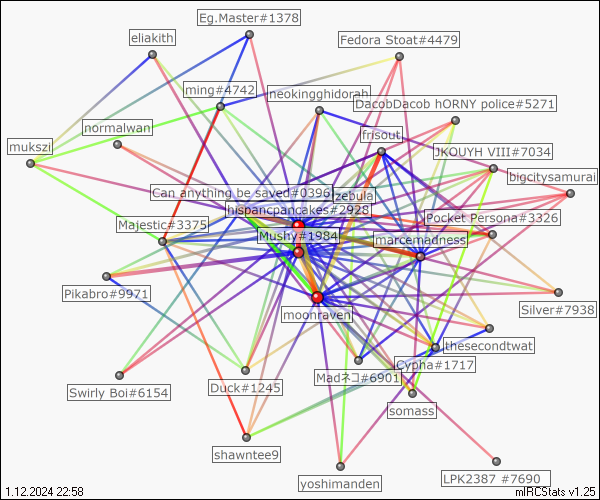 Eg.Master#1378
eliakith
Fedora Stoat#4479
ming#4742
neokingghidorah
DacobDacob hORNY police#5271
normalwan
frisout
mukszi
JKOUYH VIII#7034
bigcitysamurai
Can anything be saved#0396
zebula
hispancpancakes#2928
Pocket Persona#3326
Majestic#3375
Mushy#1984
marcemadness
Pikabro#9971
moonraven
Silver#7938
thesecondtwat
Cypha#1717
Madネコ#6901
Duck#1245
Swirly Boi#6154
somass
shawntee9
yoshimanden
LPK2387 #7690
1.12.2024 22:58
mIRCStats v1.25